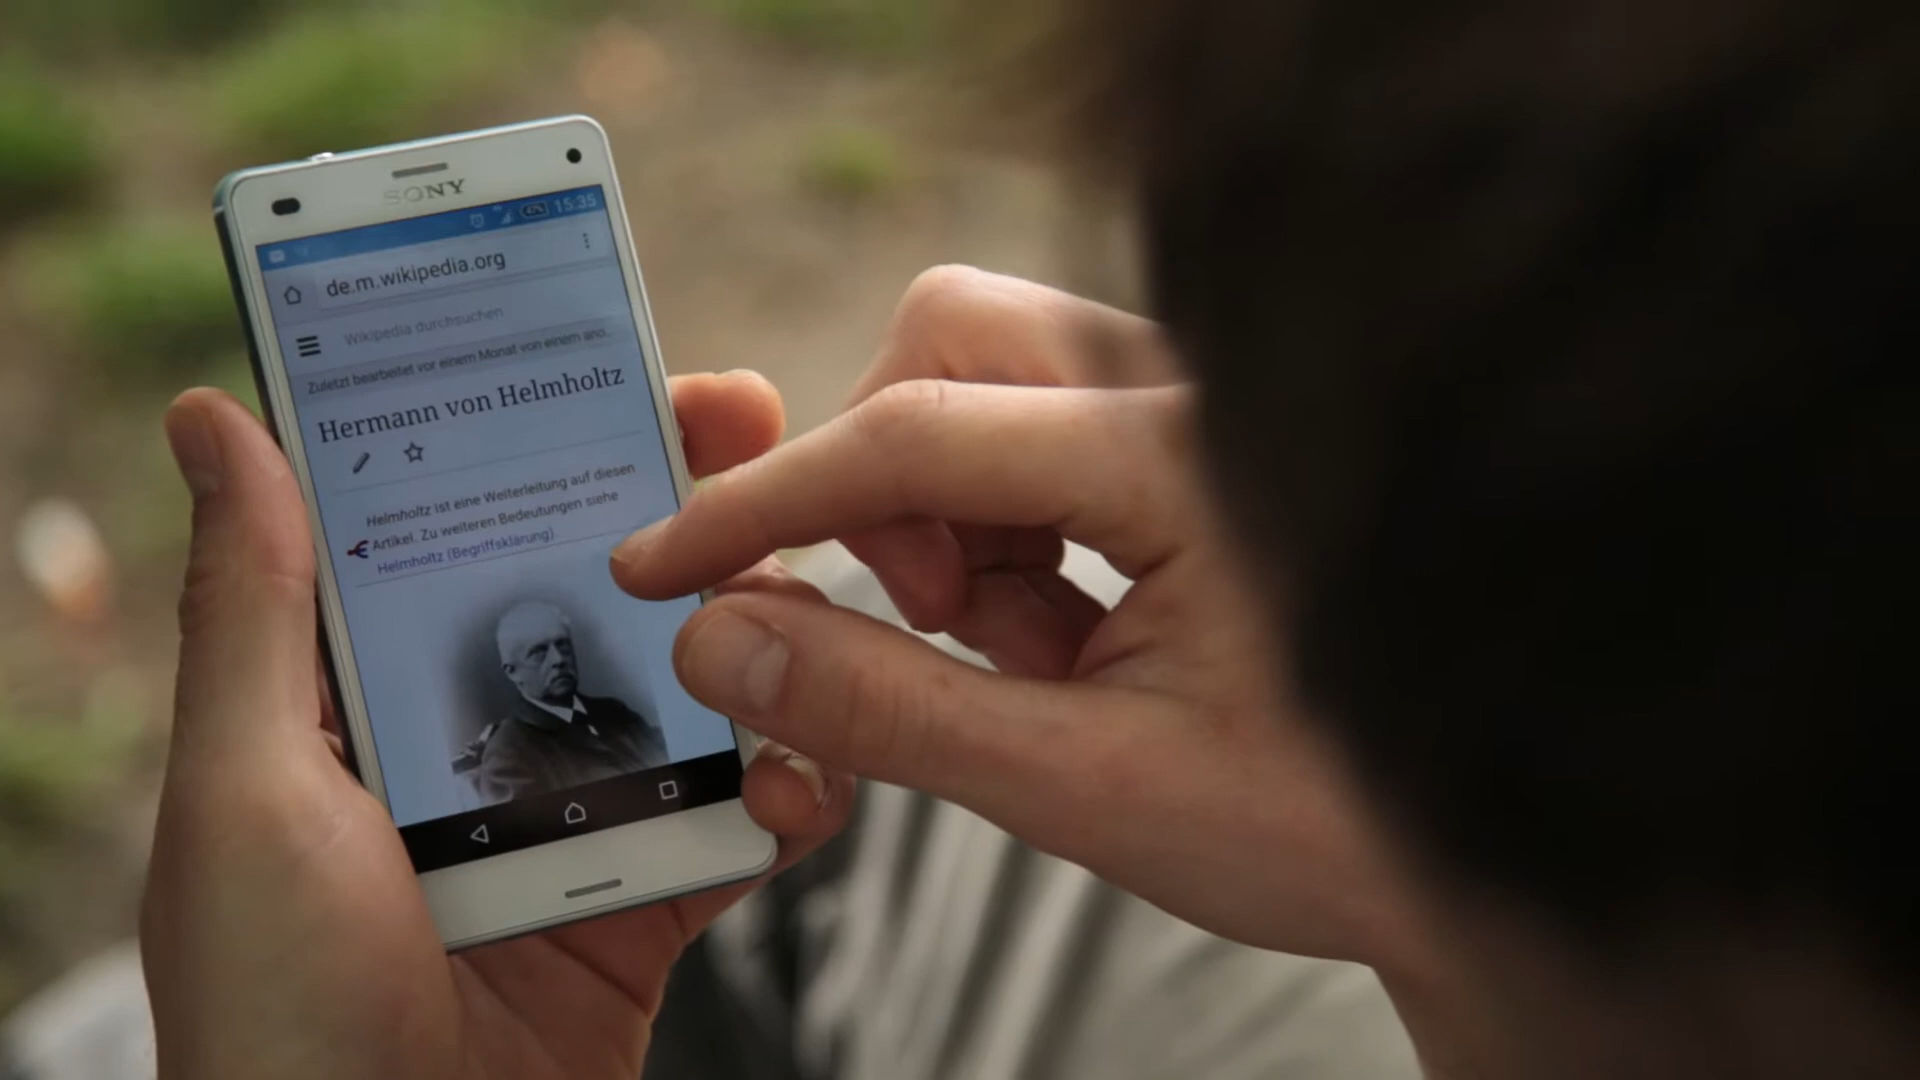 SONY
47% 15:35
de.m.wikipedia.org
Wikipedia durchsuchen
Zuletzt bearbeitet vor einem Monat von einem ano...
Hermann von Helmholtz
Helmholtz ist eine Weiterleitung auf diesen
Artikel. Zu weiteren Bedeutungen siehe
Helmholtz (Begriffsklärung)